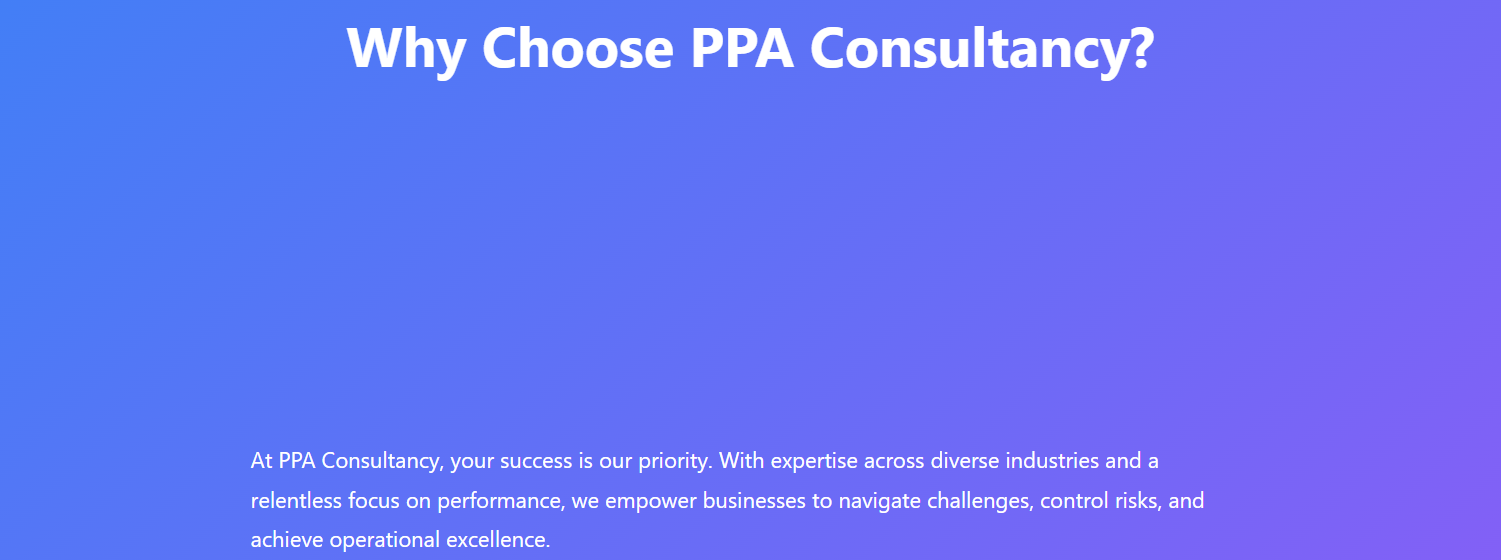 Why Choose PPA Consultancy?
At PPA Consultancy, your success is our priority. With expertise across diverse industries and a
relentless focus on performance, we empower businesses to navigate challenges, control risks, and
achieve operational excellence.